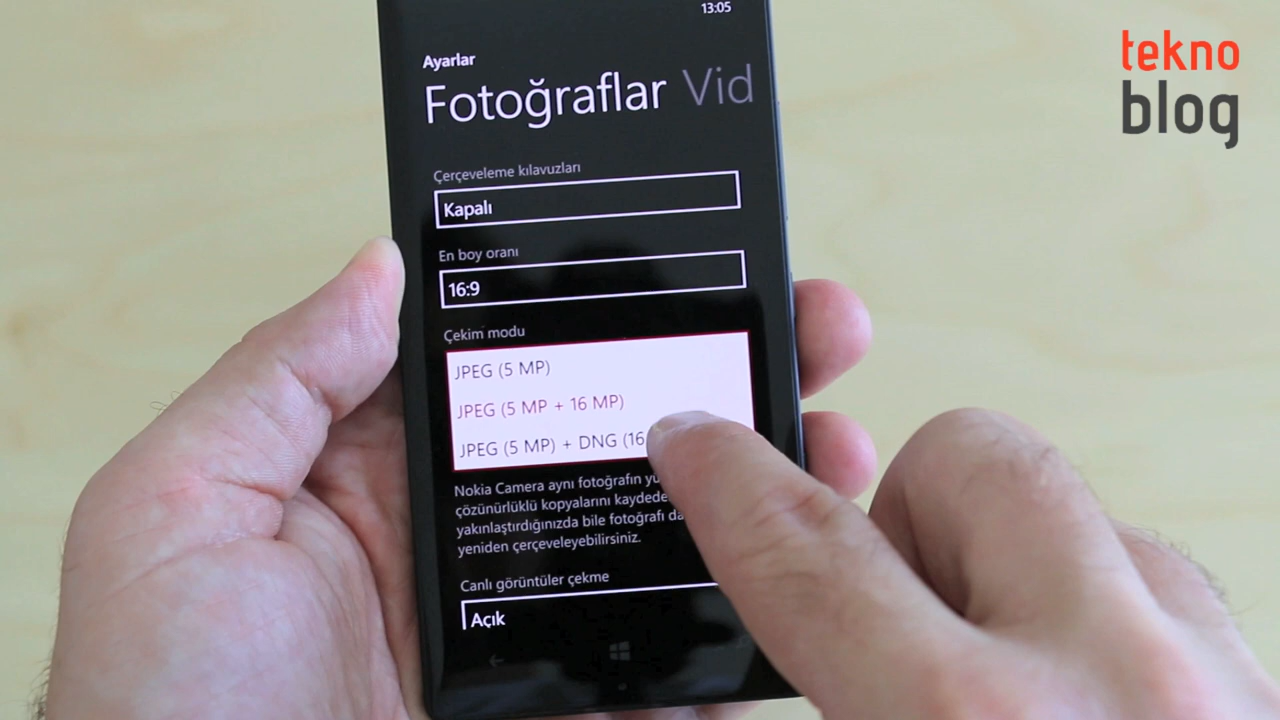 13:05
tekno
blog
Ayarlar
Fotoğraflar Vid
Çerçeveleme kılavuzları
Kapalı
En boy oranı
16:9
Çekim modu
JPEG (5 MP)
JPEG (5 MP + 16 MP)
JPEG (5 MP) + DNG (16
Nokia Camera aynı fotoğrafın
çözünürlüklü kopyalarını
yakınlaştırdığınızda bile fotoğrafı
yeniden çerçeveleyebilirsiniz.
Canlı görüntüler çekme
Açık